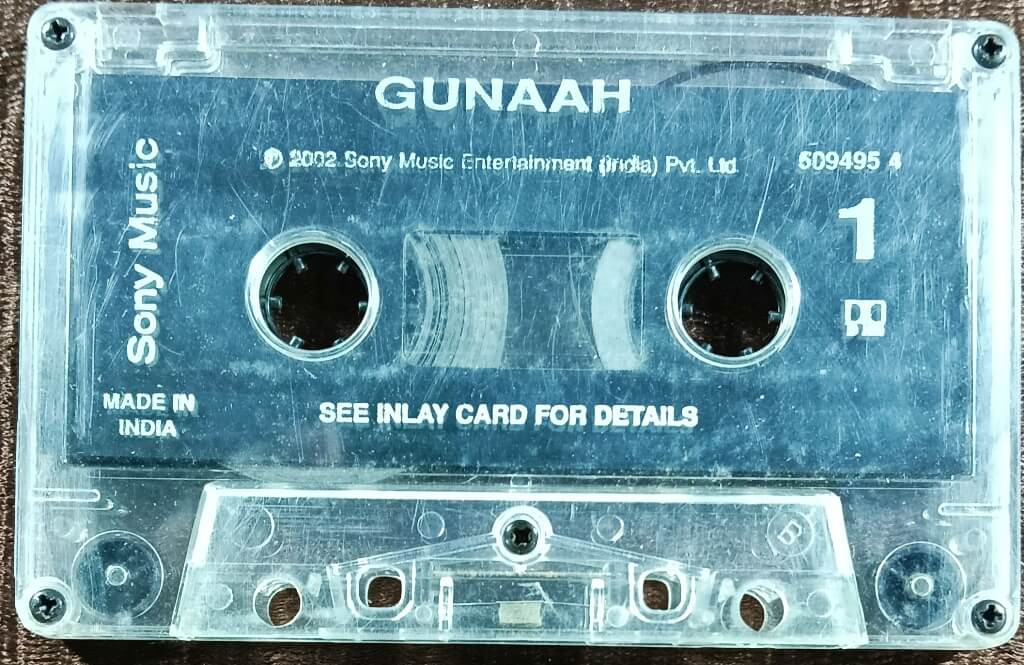 GUNAAH
℗ 2002 Sony Music Entertainment (India) Pvt. Ltd.
509495 4
Sony Music
1
MADE IN
INDIA
SEE INLAY CARD FOR DETAILS
B